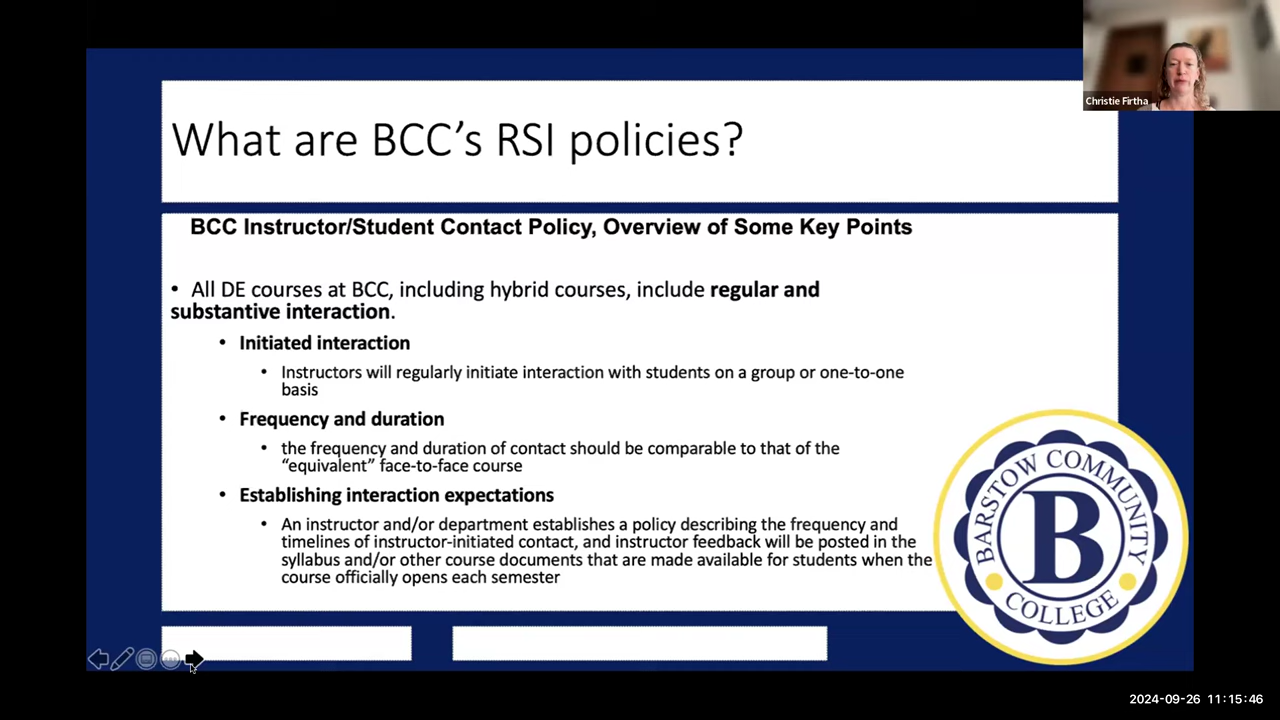 Christie Firtha
What are BCC's RSI policies?
BCC Instructor/Student Contact Policy, Overview of Some Key Points
• All DE courses at BCC, including hybrid courses, include regular and
substantive interaction.
• Initiated interaction
• Instructors will regularly initiate interaction with students on a group or one-to-one
basis
• Frequency and duration
• the frequency and duration of contact should be comparable to that of the
“equivalent” face-to-face course
• Establishing interaction expectations
• An instructor and/or department establishes a policy describing the frequency and
timelines of instructor-initiated contact, and instructor feedback will be posted in the
syllabus and/or other course documents that are made available for students when the
course officially opens each semester
BARSTOW COMMUNITY
B
COLLEGE
2024-09-26 11:15:46